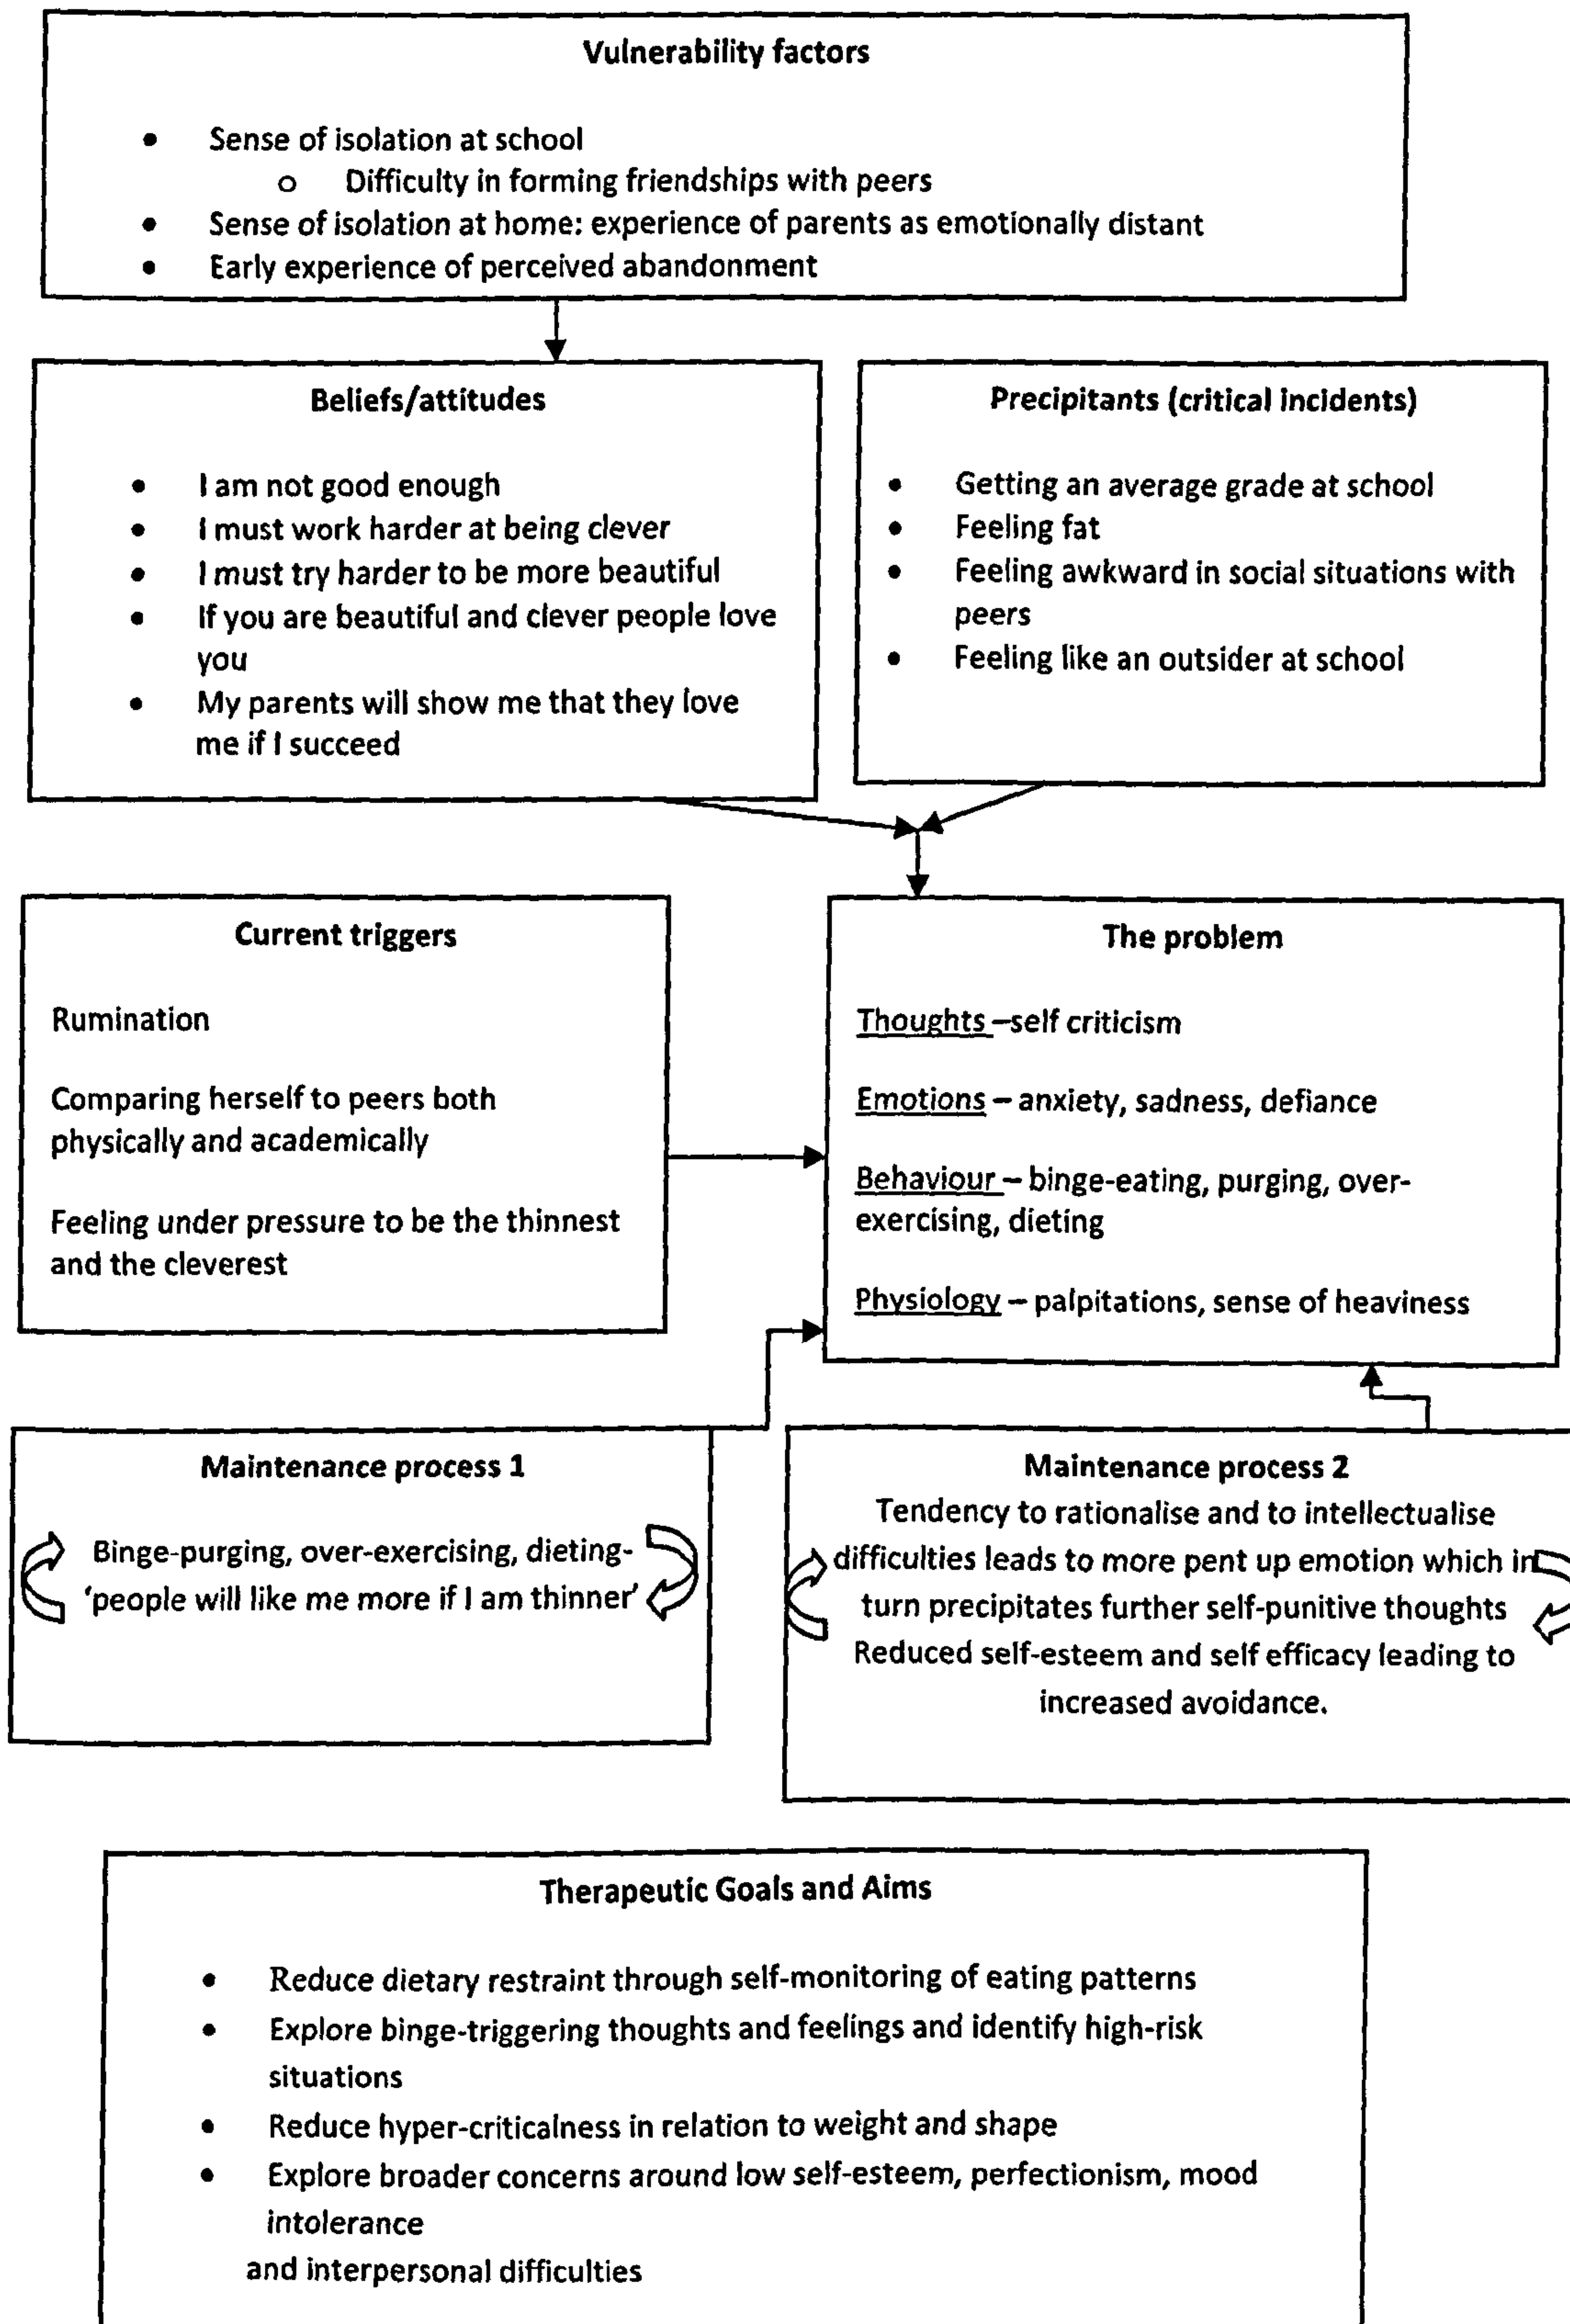 Vulnerability factors
• Sense of isolation at school
o Difficulty in forming friendships with peers
• Sense of isolation at home: experience of parents as emotionally distant
• Early experience of perceived abandonment
Beliefs/attitudes
• I am not good enough
• I must work harder at being clever
• I must try harder to be more beautiful
• If you are beautiful and clever people love
you
• My parents will show me that they love
me if I succeed
Precipitants (critical incidents)
• Getting an average grade at school
• Feeling fat
• Feeling awkward in social situations with
peers
• Feeling like an outsider at school
Current triggers
Rumination
Comparing herself to peers both
physically and academically
Feeling under pressure to be the thinnest
and the cleverest
The problem
Thoughts –self criticism
Emotions – anxiety, sadness, defiance
Behaviour – binge-eating, purging, over-
exercising, dieting
Physiology – palpitations, sense of heaviness
Maintenance process 1
Binge-purging, over-exercising, dieting-
‘people will like me more if I am thinner’
Maintenance process 2
Tendency to rationalise and to intellectualise
difficulties leads to more pent up emotion which in
turn precipitates further self-punitive thoughts
Reduced self-esteem and self efficacy leading to
increased avoidance.
Therapeutic Goals and Aims
• Reduce dietary restraint through self-monitoring of eating patterns
• Explore binge-triggering thoughts and feelings and identify high-risk
situations
• Reduce hyper-criticalness in relation to weight and shape
• Explore broader concerns around low self-esteem, perfectionism, mood
intolerance
and interpersonal difficulties